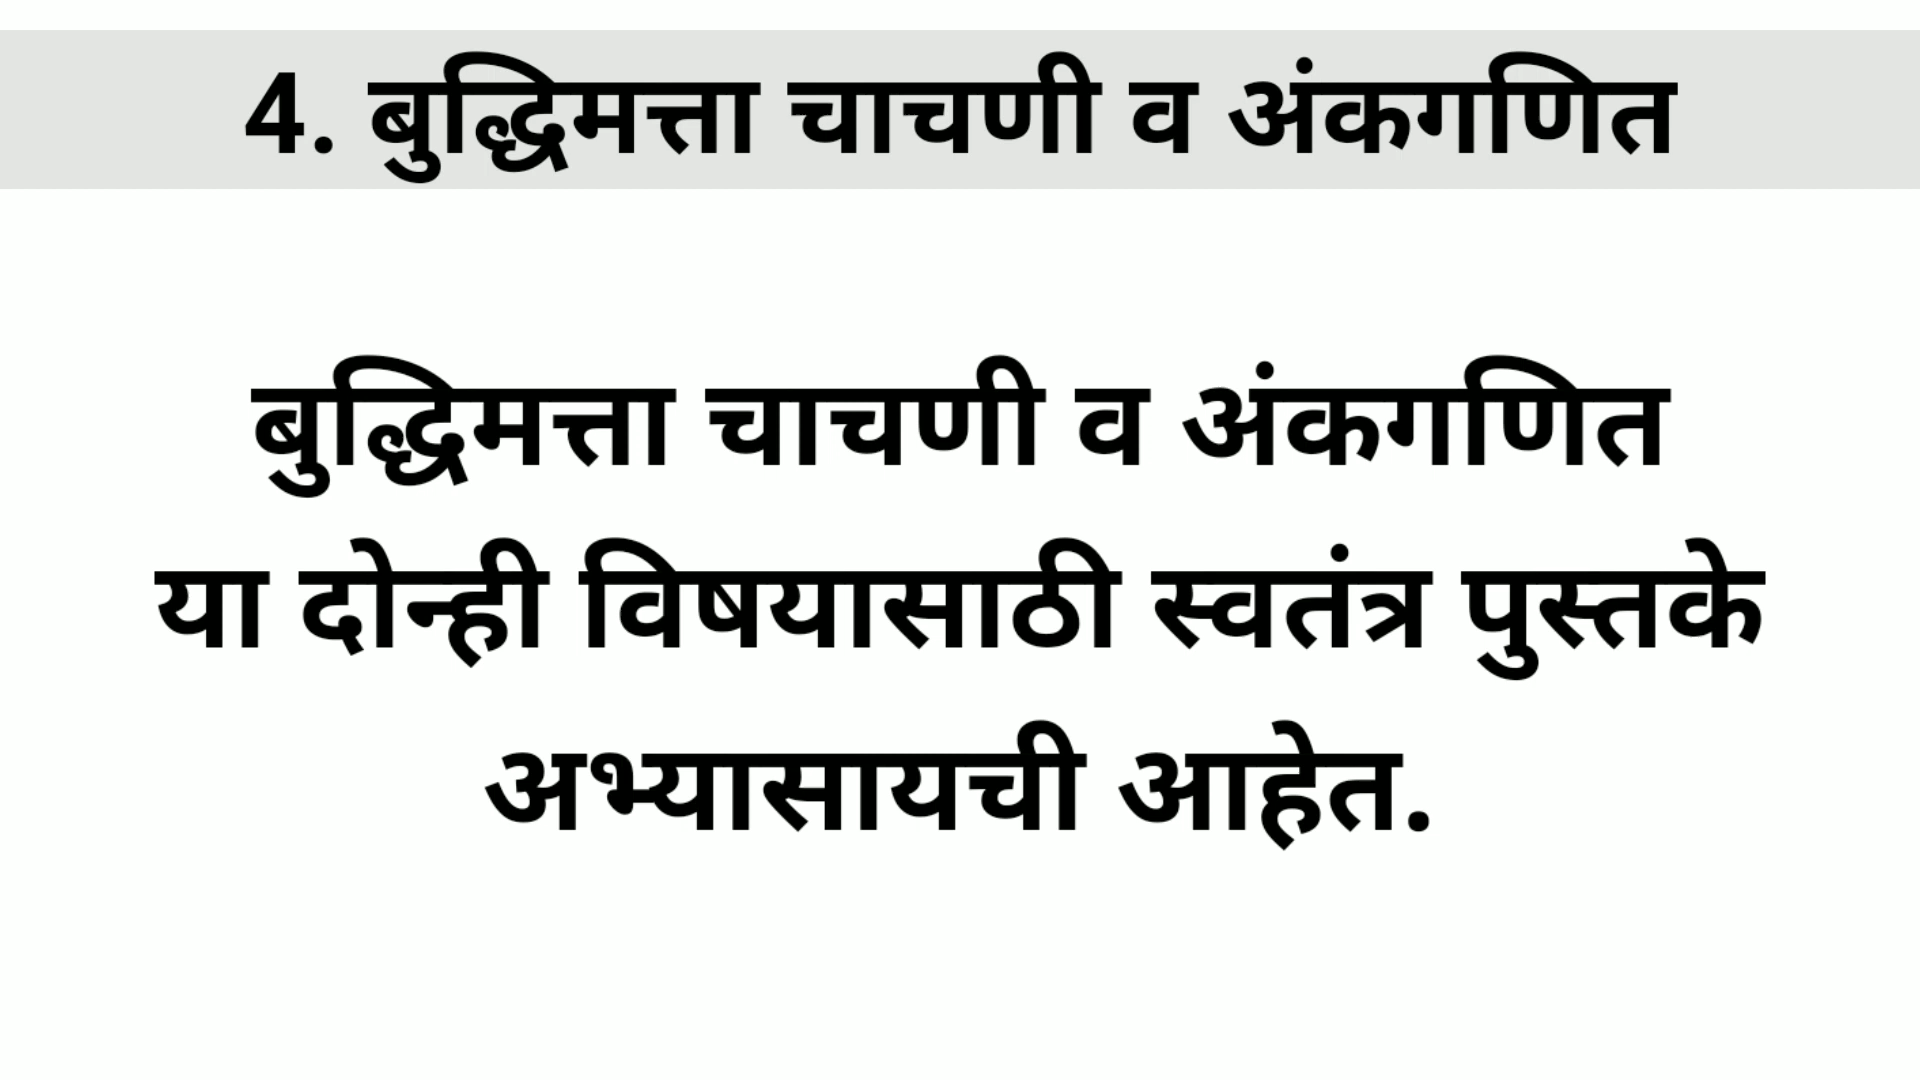 4. बुद्धिमत्ता चाचणी व अंकगणित
बुद्धिमत्ता चाचणी व अंकगणित
या दोन्ही विषयासाठी स्वतंत्र पुस्तके
अभ्यासायची आहेत.